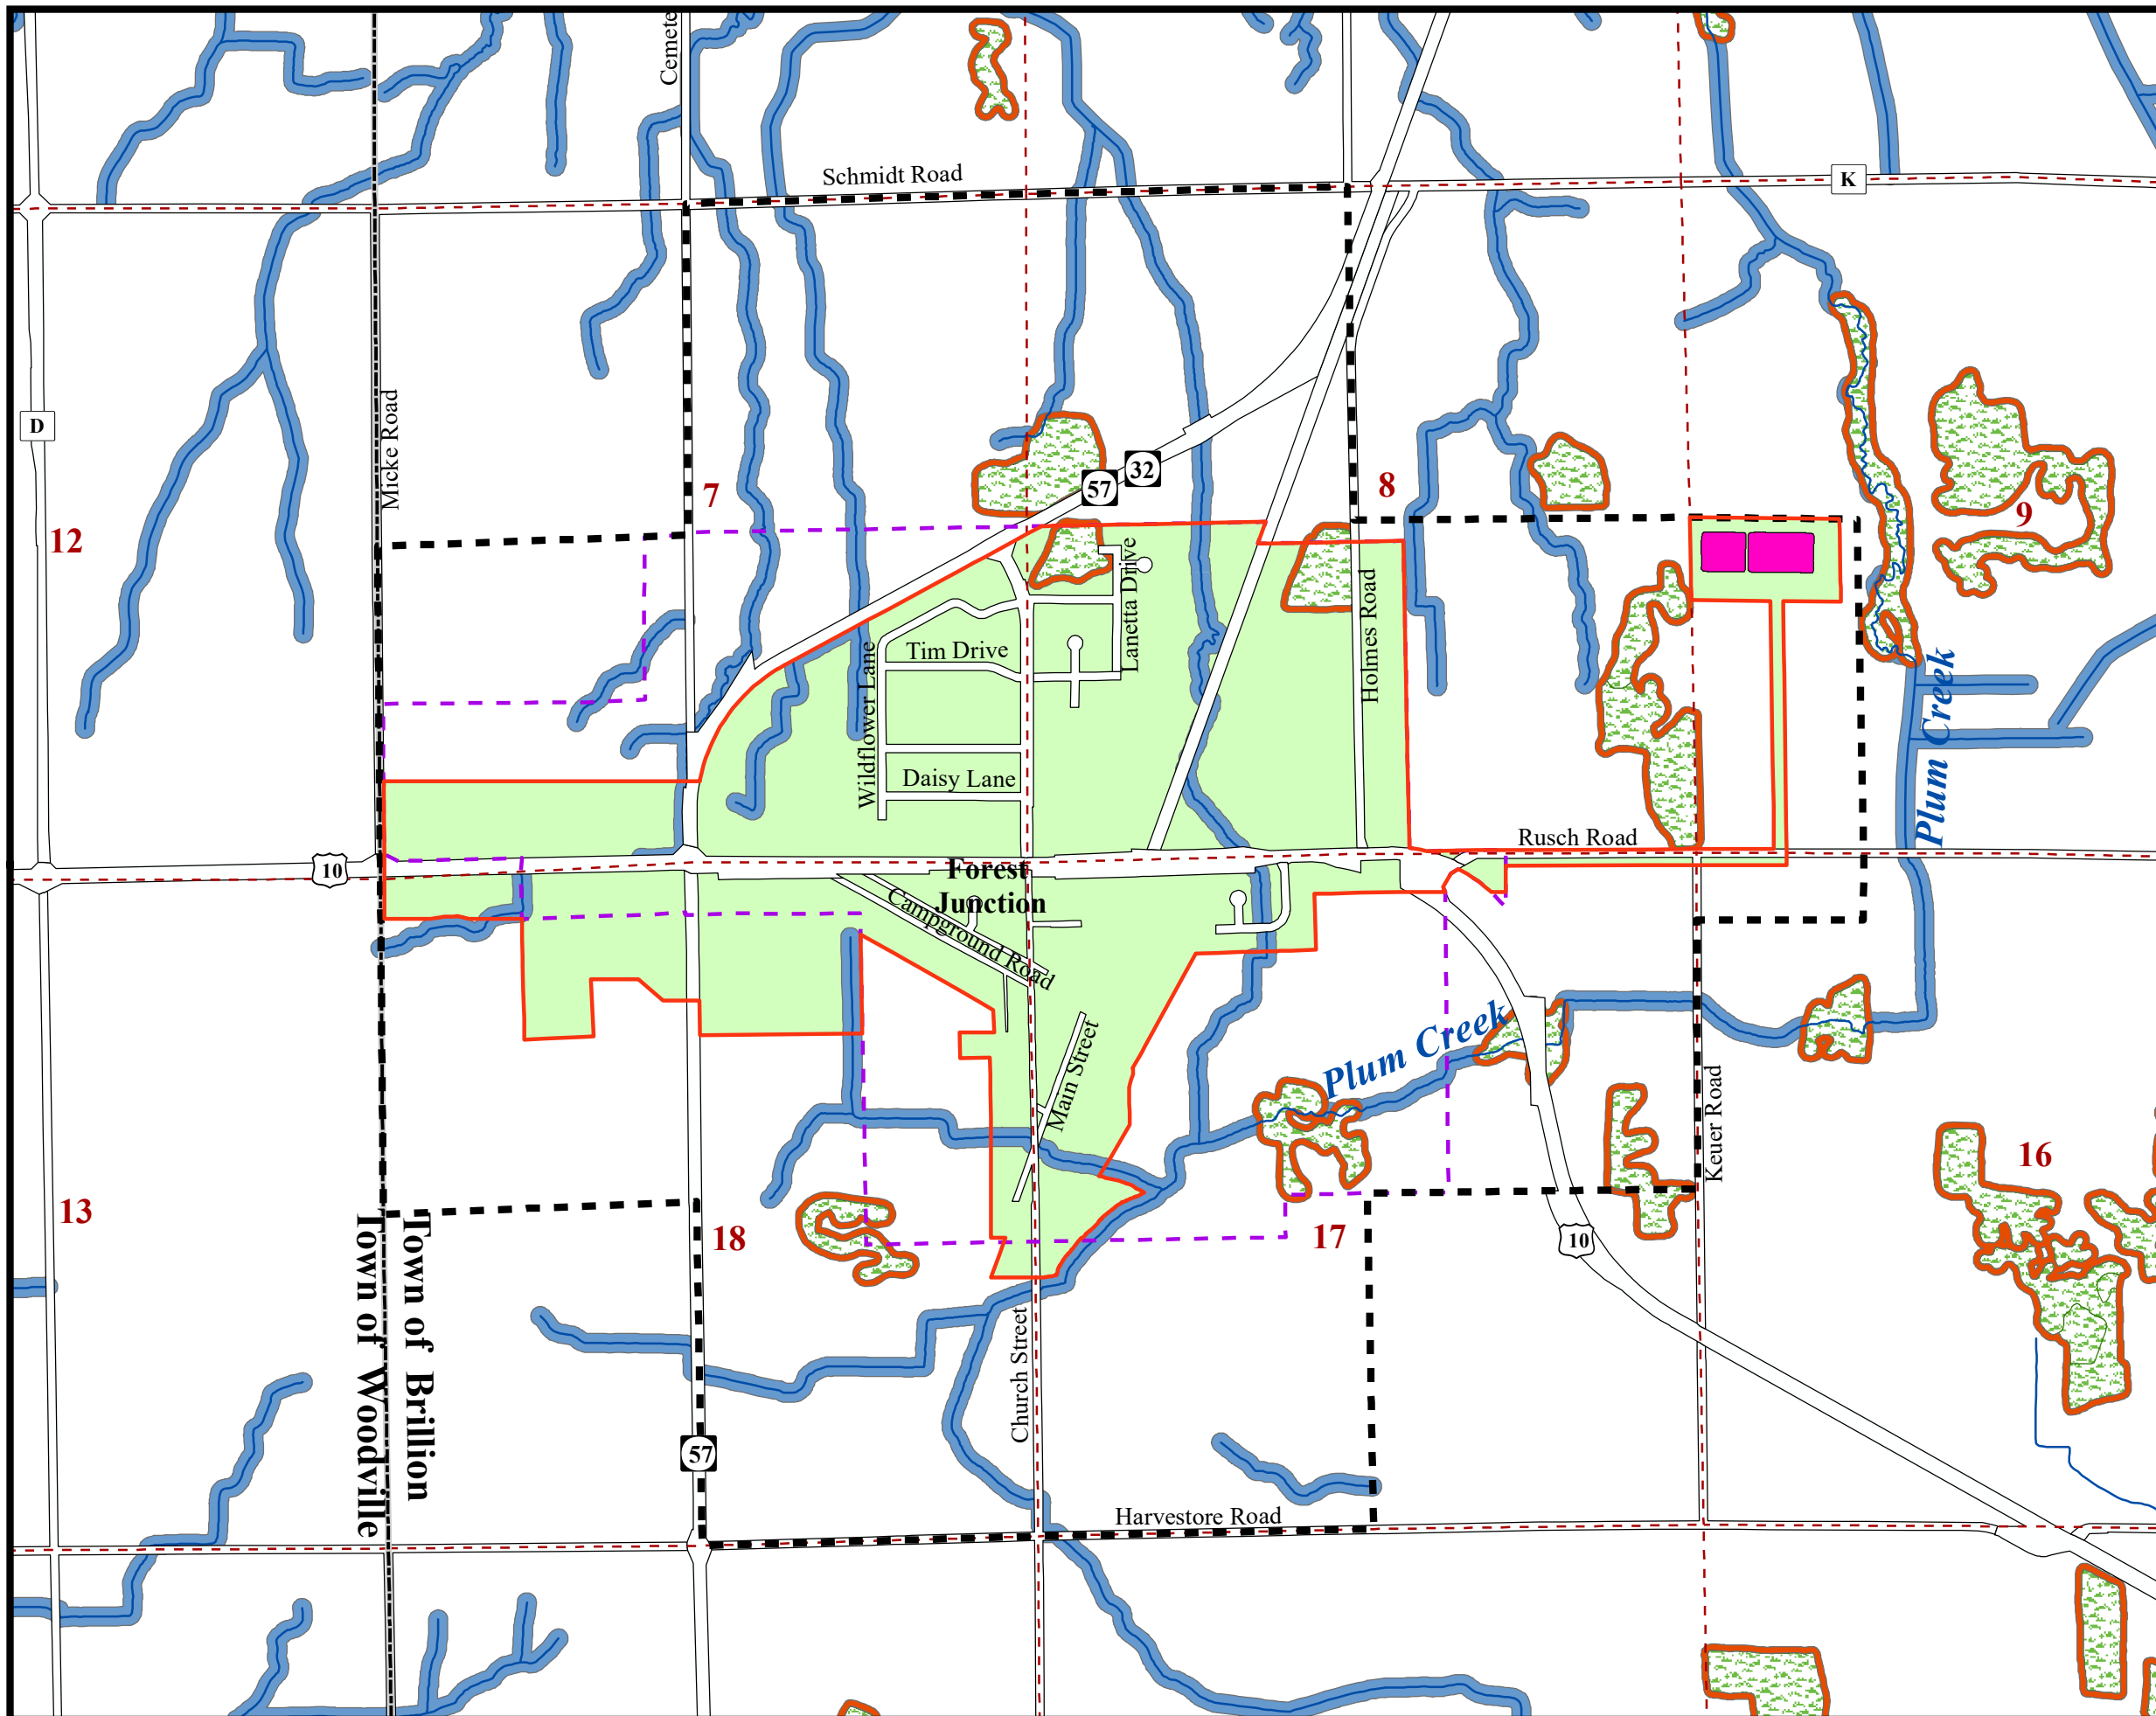 Cemete
Schmidt Road
K
D
Micke Road
7
57
32
8
9
12
Lanetta Drive
Holmes Road
Tim Drive
Wildflower Lane
Daisy Lane
Plum Creek
Rusch Road
10
Forest
Junction
Campground Road
Main Street
Plum Creek
Keuer Road
16
13
18
17
10
Town of Brillion
Town of Woodville
Church Street
57
Harvestore Road